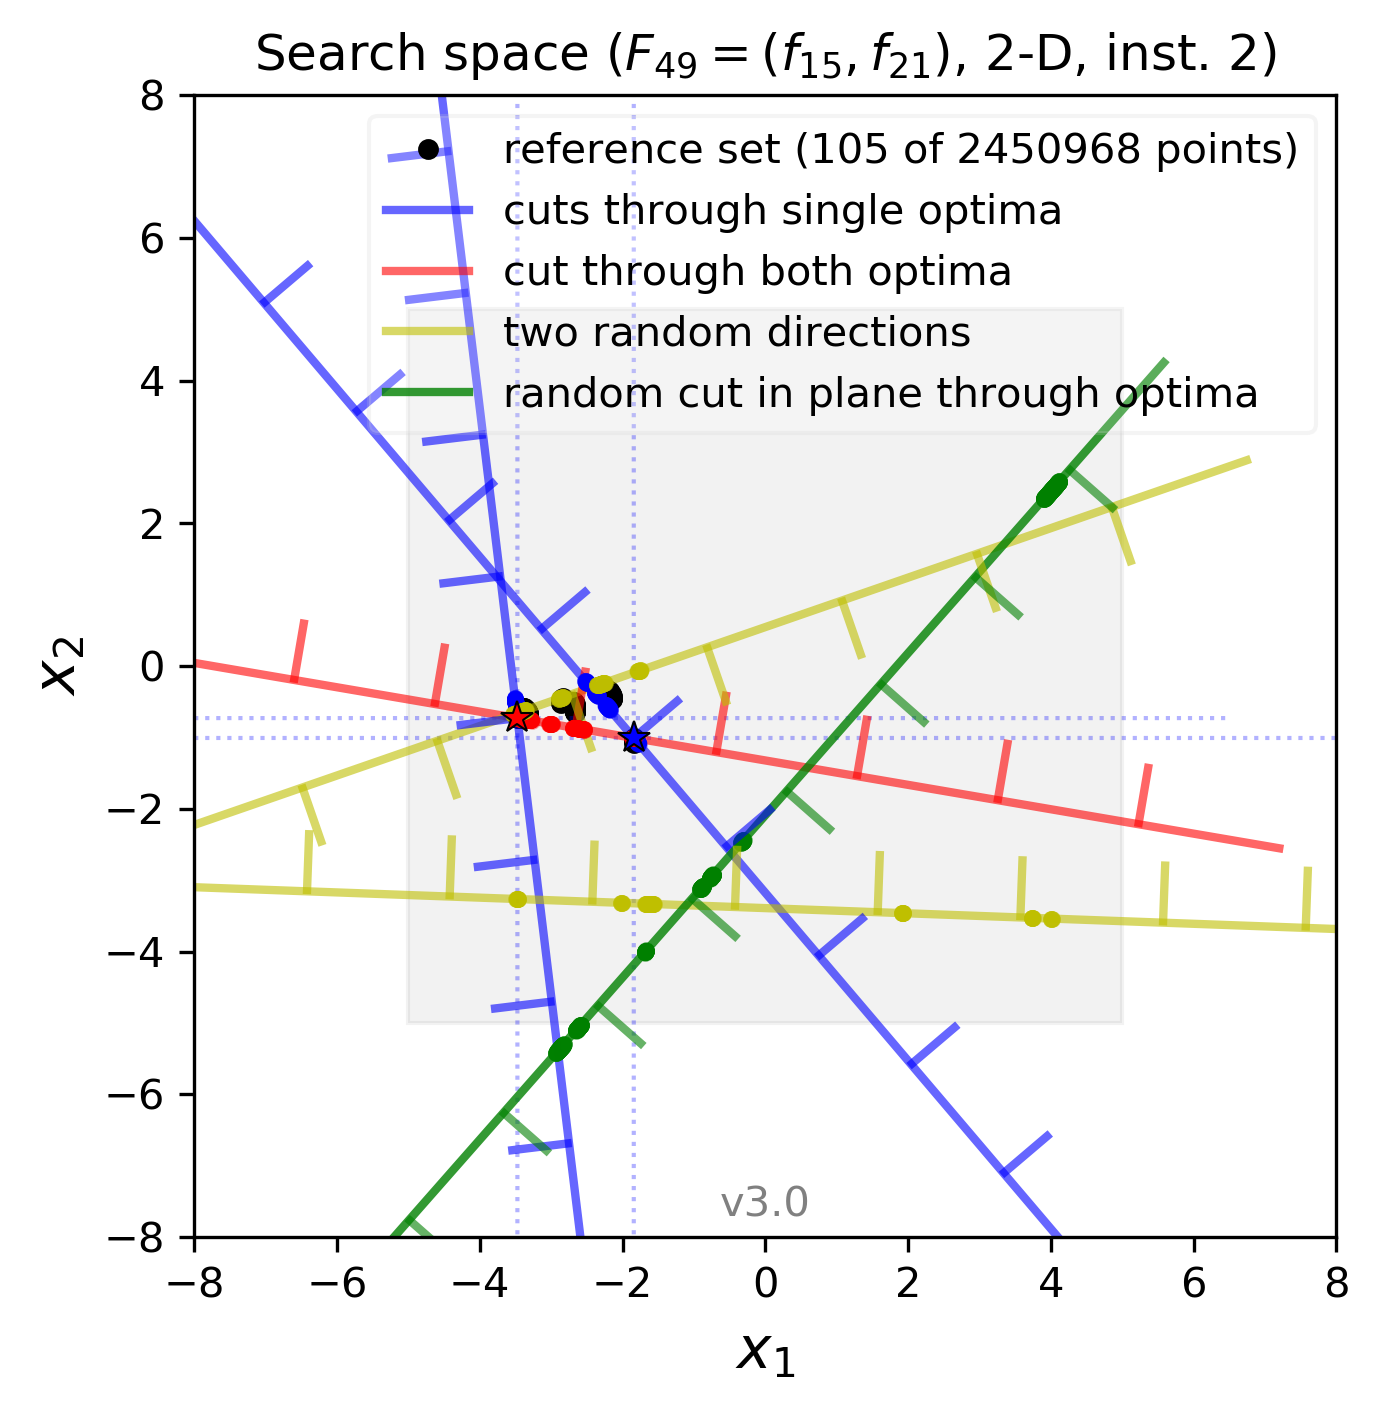 Search space (F₄₉ = (f₁₅, f₂₁), 2-D, inst. 2)
reference set (105 of 2450968 points)
cuts through single optima
cut through both optima
two random directions
random cut in plane through optima
8
6
4
2
0
−2
−4
−6
−8
x₂
v3.0
−8 −6 −4 −2 0 2 4 6 8
x₁